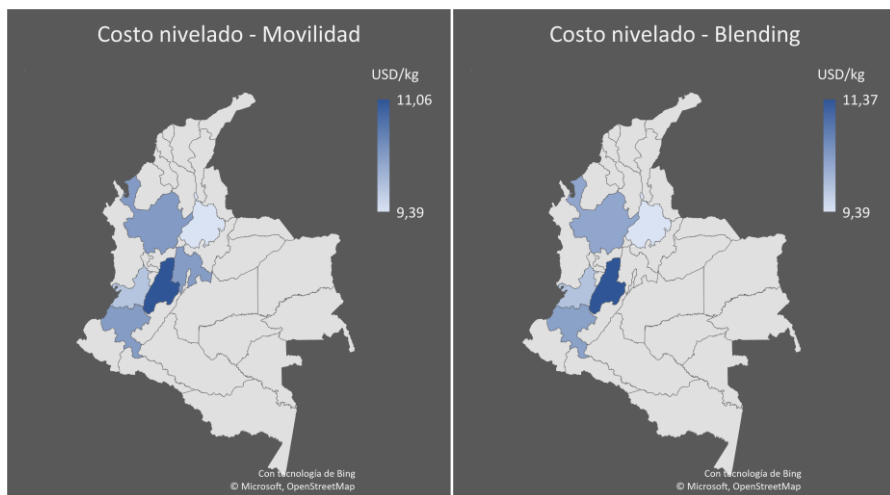 Costo nivelado - Movilidad
USD/kg
11,06
9,39
Con tecnología de Bing
© Microsoft, OpenStreetMap
Costo nivelado - Blending
USD/kg
11,37
9,39
Con tecnología de Bing
© Microsoft, OpenStreetMap